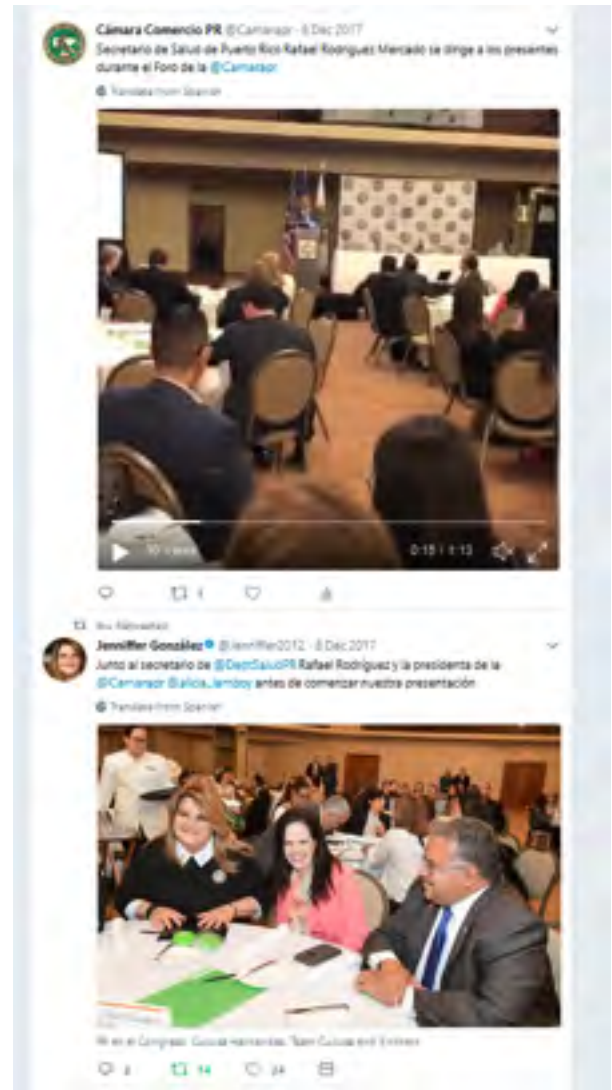 Cámara Comercio PR @Camarapr · 6 Dec 2017
Secretario de Salud de Puerto Rico Rafael Rodríguez Mercado se dirige a los presentes
durante el Foro de la @Camarapr
Translate from Spanish
0:15 / 1:13
Jenniffer González @Jenniffer2012 · 6 Dec 2017
Junto al secretario de @DeptSaludPR Rafael Rodríguez y la presidenta de la
@Camarapr antes de comenzar nuestra presentación
Translate from Spanish
14
24